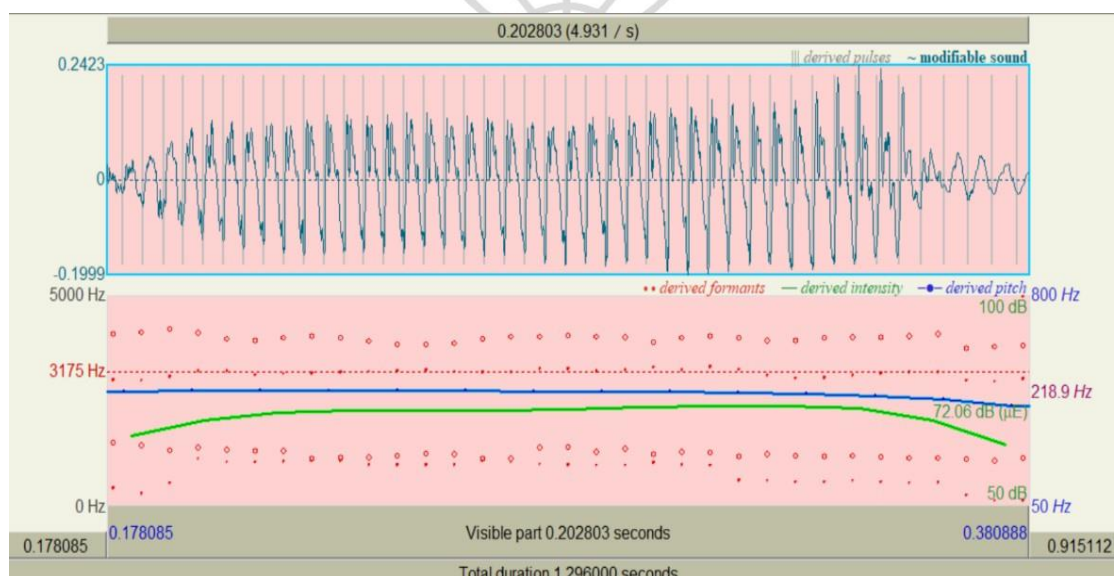 0.202803 (4.931 / s)
||| derived pulses ~ modifiable sound
0.2423
0
-0.1999
•• derived formants — derived intensity -●- derived pitch
5000 Hz
100 dB
800 Hz
3175 Hz
218.9 Hz
72.06 dB (µE)
0 Hz
50 dB
50 Hz
0.178085
Visible part 0.202803 seconds
0.380888
0.178085
0.915112
Total duration 1.296000 seconds